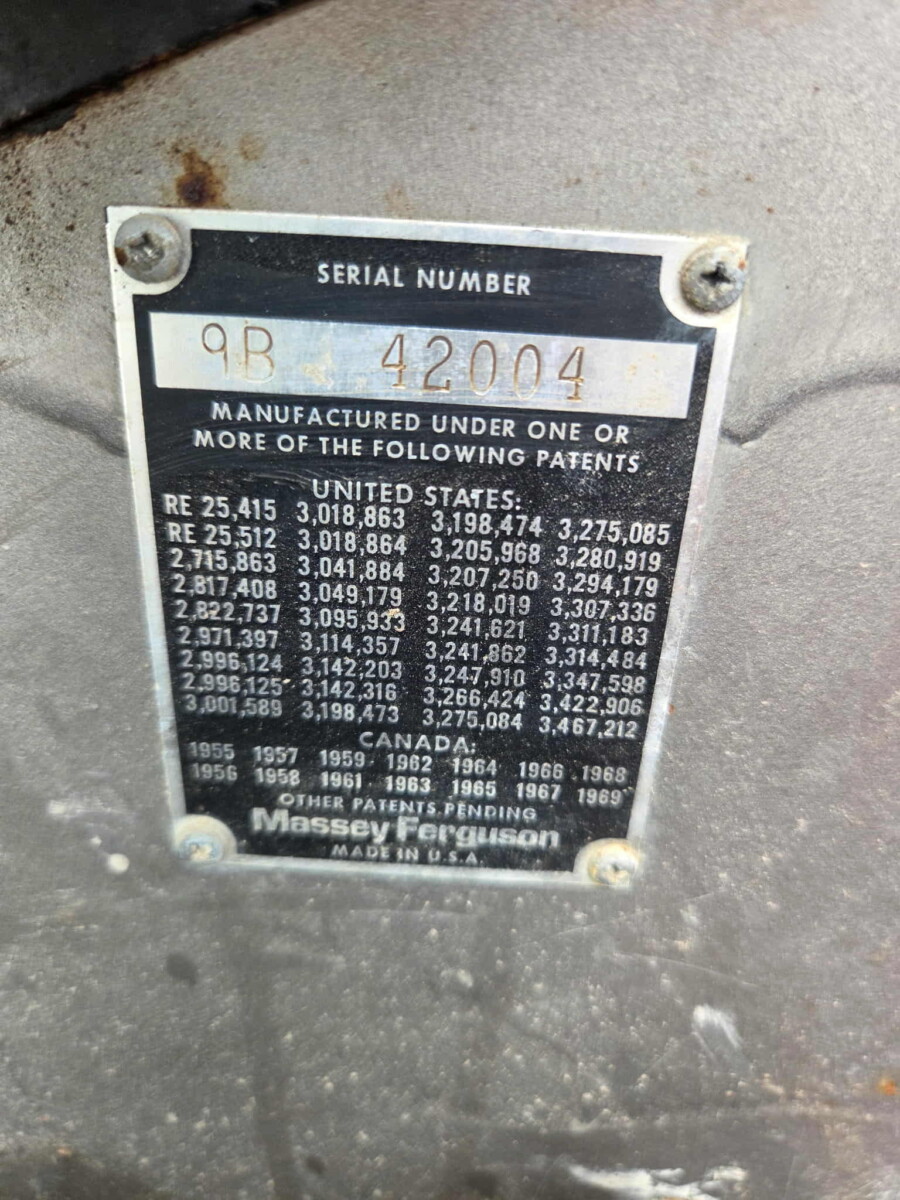 SERIAL NUMBER
9B 42004
MANUFACTURED UNDER ONE OR
MORE OF THE FOLLOWING PATENTS
UNITED STATES:
RE 25,415 3,018,863 3,198,474 3,275,085
RE 25,512 3,018,864 3,205,968 3,280,919
2,715,863 3,041,884 3,207,250 3,294,179
2,817,408 3,049,179 3,218,019 3,307,336
2,822,737 3,095,933 3,241,621 3,311,183
2,971,397 3,114,357 3,241,862 3,314,484
2,996,124 3,142,203 3,247,910 3,347,598
2,996,125 3,142,316 3,266,424 3,422,906
3,001,589 3,198,473 3,275,084 3,467,212
CANADA:
1955 1957 1959 1962 1964 1966 1968
1956 1958 1961 1963 1965 1967 1969
OTHER PATENTS PENDING
Massey Ferguson
MADE IN U.S.A.